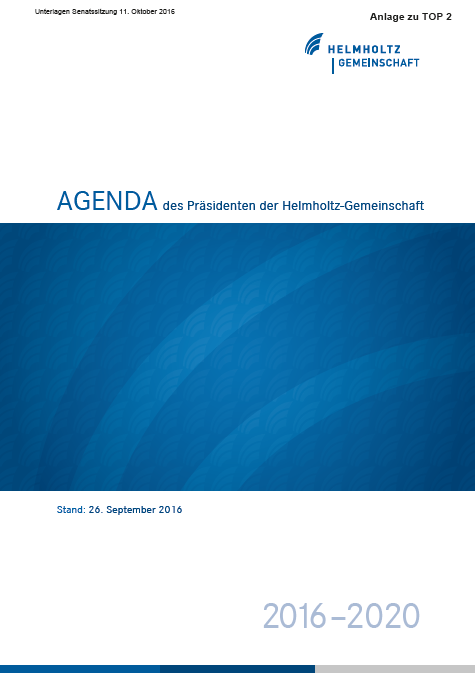 Unterlagen Senatssitzung 11. Oktober 2016
Anlage zu TOP 2
HELMHOLTZ
GEMEINSCHAFT
AGENDA des Präsidenten der Helmholtz-Gemeinschaft
Stand: 26. September 2016
2016–2020